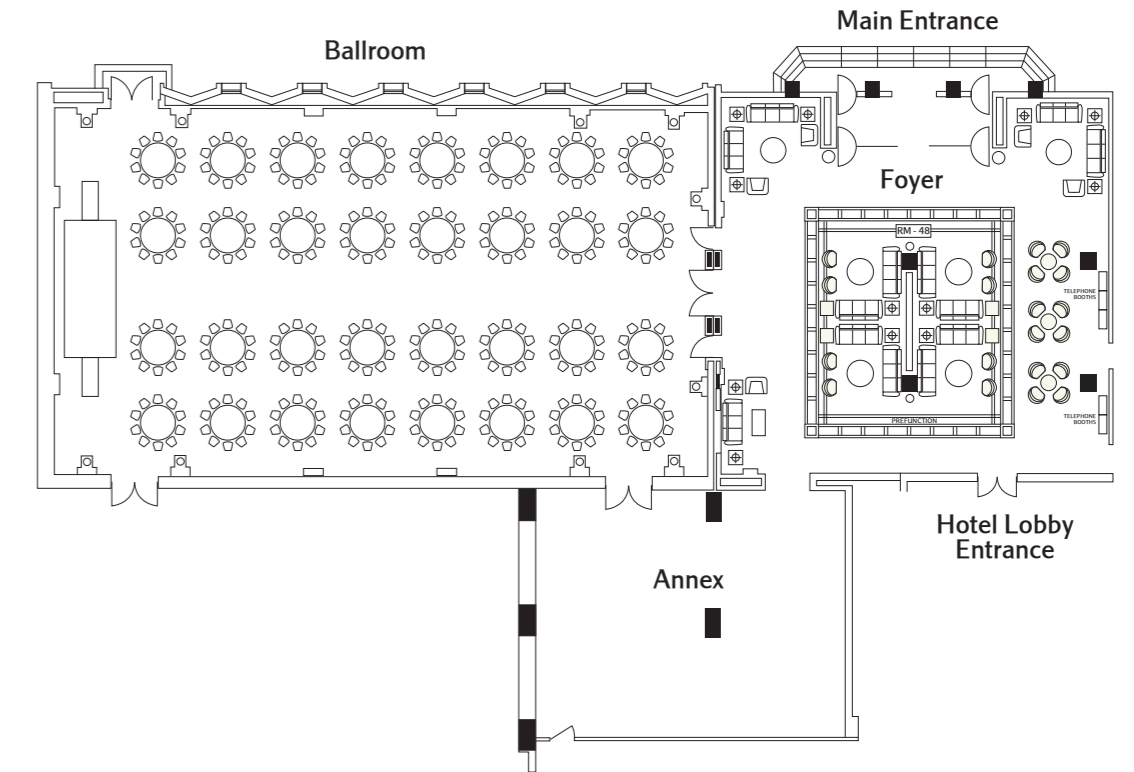 Main Entrance
Ballroom
Foyer
RM - 48
TELEPHONE
BOOTHS
TELEPHONE
BOOTHS
PREFUNCTION
Hotel Lobby
Entrance
Annex